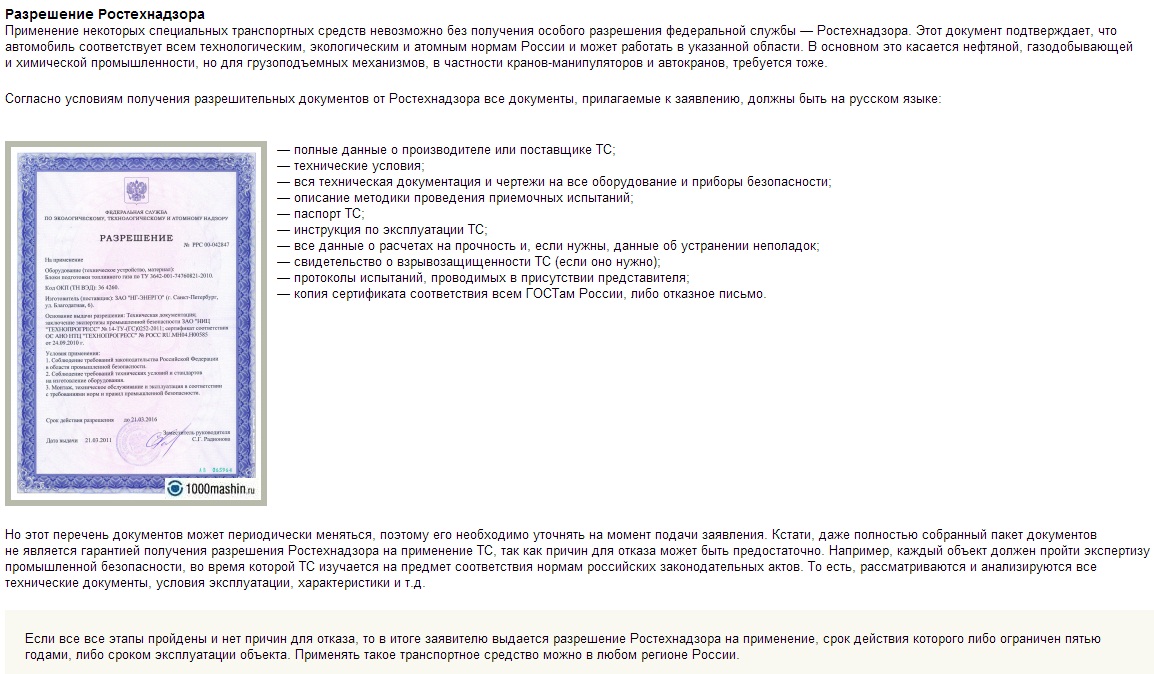 Разрешение Ростехнадзора
Применение некоторых специальных транспортных средств невозможно без получения особого разрешения федеральной службы — Ростехнадзора. Этот документ подтверждает, что
автомобиль соответствует всем технологическим, экологическим и атомным нормам России и может работать в указанной области. В основном это касается нефтяной, газодобывающей
и химической промышленности, но для грузоподъемных механизмов, в частности кранов-манипуляторов и автокранов, требуется тоже.
Согласно условиям получения разрешительных документов от Ростехнадзора все документы, прилагаемые к заявлению, должны быть на русском языке:
— полные данные о производителе или поставщике ТС;
— технические условия;
— вся техническая документация и чертежи на все оборудование и приборы безопасности;
— описание методики проведения приемочных испытаний;
— паспорт ТС;
— инструкция по эксплуатации ТС;
— все данные о расчетах на прочность и, если нужны, данные об устранении неполадок;
— свидетельство о взрывозащищенности ТС (если оно нужно);
— протоколы испытаний, проводимых в присутствии представителя;
— копия сертификата соответствия всем ГОСТам России, либо отказное письмо.
ФЕДЕРАЛЬНАЯ СЛУЖБА
ПО ЭКОЛОГИЧЕСКОМУ, ТЕХНОЛОГИЧЕСКОМУ И АТОМНОМУ НАДЗОРУ
РАЗРЕШЕНИЕ
№ РРС 00-042847
На применение
Оборудование (техническое устройство, материал):
Блоки подготовки топливного газа по ТУ 3642-001-74760821-2010.
Код ОКП (ТН ВЭД): 36 4260.
Изготовитель (поставщик): ЗАО "НГ-ЭНЕРГО" (г. Санкт-Петербург,
ул. Благодатная, 6).
Основание выдачи разрешения: Техническая документация;
заключение экспертизы промышленной безопасности ЗАО "НИЦ
"ТЕХНОПРОГРЕСС" № 14-ТУ-(ГС)0252-2011; сертификат соответствия
ОС АНО НТЦ "ТЕХНОПРОГРЕСС" № РОСС RU.МН04.Н00585
от 24.09.2010 г.
Условия применения:
1. Соблюдение требований законодательства Российской Федерации
в области промышленной безопасности.
2. Соблюдение требований технических условий и стандартов
на изготовление оборудования.
3. Монтаж, техническое обслуживание и эксплуатация в соответствии
с требованиями норм и правил промышленной безопасности.
Срок действия разрешения до 21.03.2016
Заместитель руководителя
Дата выдачи 21.03.2011 С.Г. Радионова
1000mashin.ru
Но этот перечень документов может периодически меняться, поэтому его необходимо уточнять на момент подачи заявления. Кстати, даже полностью собранный пакет документов
не является гарантией получения разрешения Ростехнадзора на применение ТС, так как причин для отказа может быть предостаточно. Например, каждый объект должен пройти экспертизу
промышленной безопасности, во время которой ТС изучается на предмет соответствия нормам российских законодательных актов. То есть, рассматриваются и анализируются все
технические документы, условия эксплуатации, характеристики и т.д.
Если все все этапы пройдены и нет причин для отказа, то в итоге заявителю выдается разрешение Ростехнадзора на применение, срок действия которого либо ограничен пятью
годами, либо сроком эксплуатации объекта. Применять такое транспортное средство можно в любом регионе России.